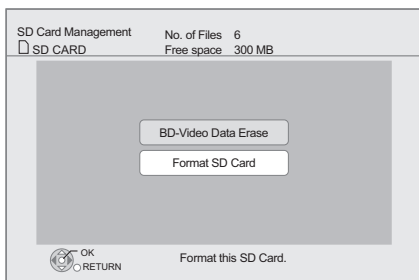 SD Card Management No. of Files 6
SD CARD Free space 300 MB
BD-Video Data Erase
Format SD Card
OK
RETURN
Format this SD Card.